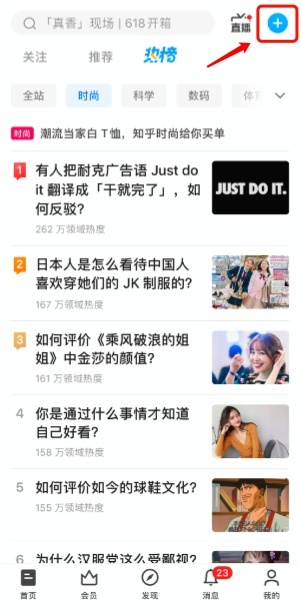 「真香」现场 | 618 开箱
直播
关注
推荐
热榜
全站
时尚
科学
数码
体育
时尚
潮流当家白 T恤，知乎时尚给你买单
1
有人把耐克广告语 Just do
it 翻译成「干就完了」，如
何反驳？
262 万领域热度
JUST DO IT.
2
日本人是怎么看待中国人
喜欢穿她们的 JK 制服的？
167 万领域热度
3
如何评价《乘风破浪的姐
姐》中金莎的颜值？
161 万领域热度
4
你是通过什么事情才知道
自己好看？
158 万领域热度
5
如何评价如今的球鞋文化？
155 万领域热度
6
为什么汉服党这么受鄙视？
首页
会员
发现
23
消息
我的